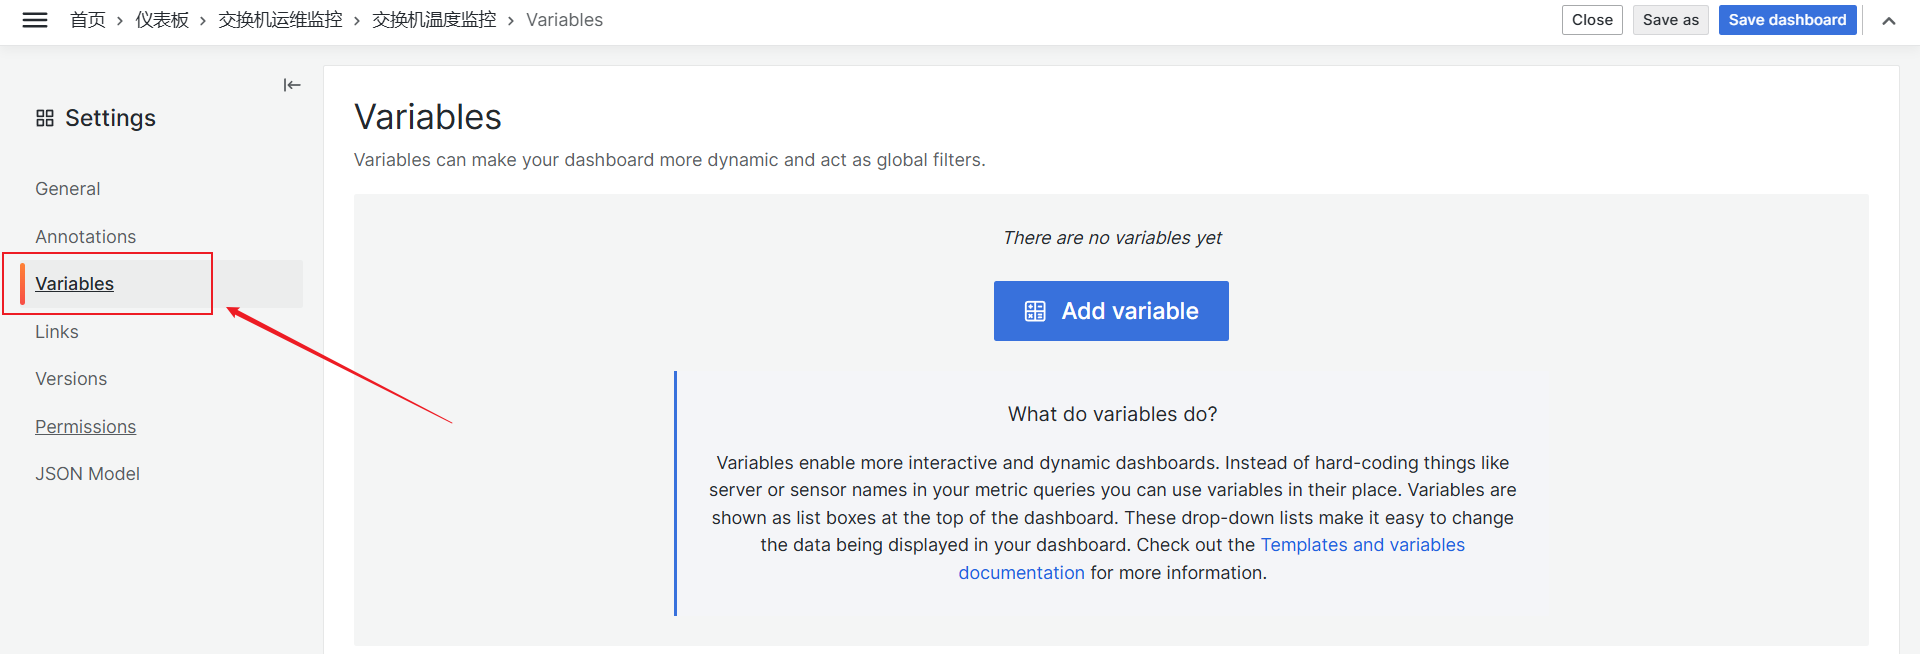 首页 › 仪表板 › 交换机运维监控 › 交换机温度监控 › Variables
Close
Save as
Save dashboard
Settings
General
Annotations
Variables
Links
Versions
Permissions
JSON Model
Variables
Variables can make your dashboard more dynamic and act as global filters.
There are no variables yet
Add variable
What do variables do?
Variables enable more interactive and dynamic dashboards. Instead of hard-coding things like
server or sensor names in your metric queries you can use variables in their place. Variables are
shown as list boxes at the top of the dashboard. These drop-down lists make it easy to change
the data being displayed in your dashboard. Check out the Templates and variables
documentation for more information.